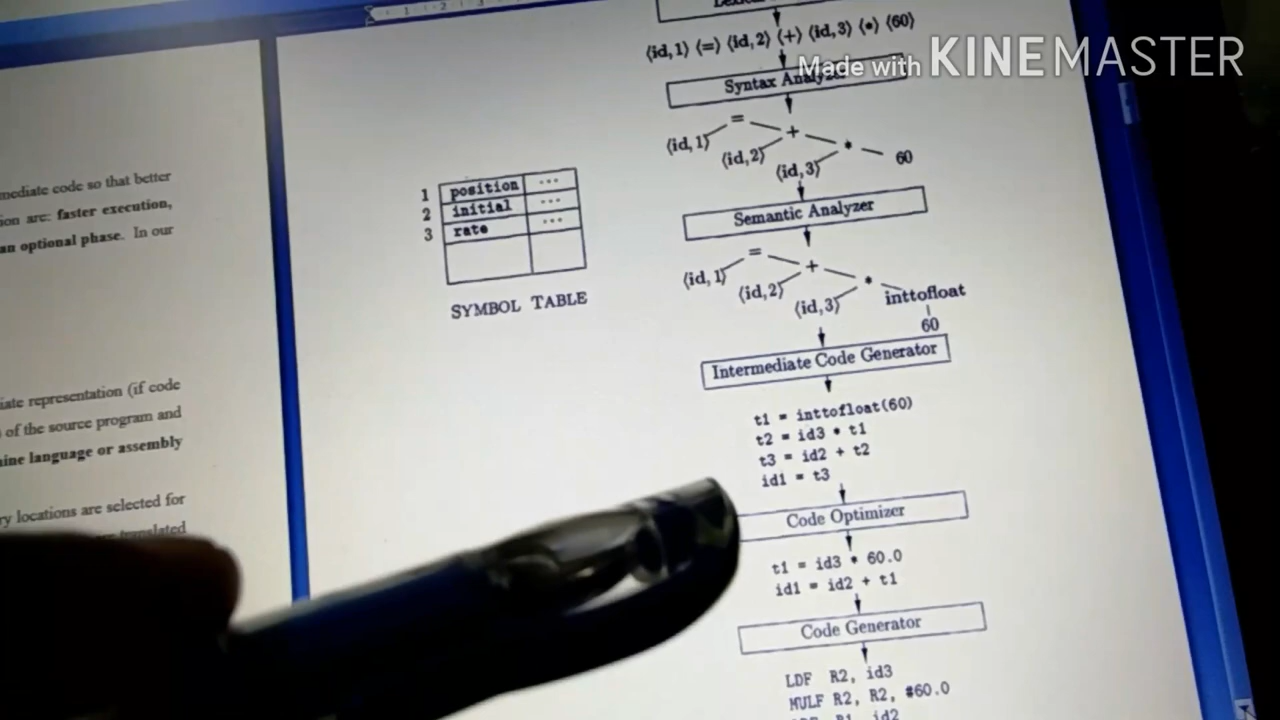 Made with KINEMASTER
mediate code so that better
ion are: faster execution,
an optional phase. In our
iate representation (if code
of the source program and
ine language or assembly
ry locations are selected for
translated
1 position ...
2 initial ...
3 rate ...
SYMBOL TABLE
⟨id,1⟩ ⟨=⟩ ⟨id,2⟩ ⟨+⟩ ⟨id,3⟩ ⟨*⟩ ⟨60⟩
Syntax Analyzer
=
⟨id,1⟩ +
⟨id,2⟩ * 60
⟨id,3⟩
Semantic Analyzer
=
⟨id,1⟩ +
⟨id,2⟩ * inttofloat
⟨id,3⟩
60
Intermediate Code Generator
t1 = inttofloat(60)
t2 = id3 * t1
t3 = id2 + t2
id1 = t3
Code Optimizer
t1 = id3 * 60.0
id1 = id2 + t1
Code Generator
LDF R2, id3
MULF R2, R2, #60.0
R1, id2